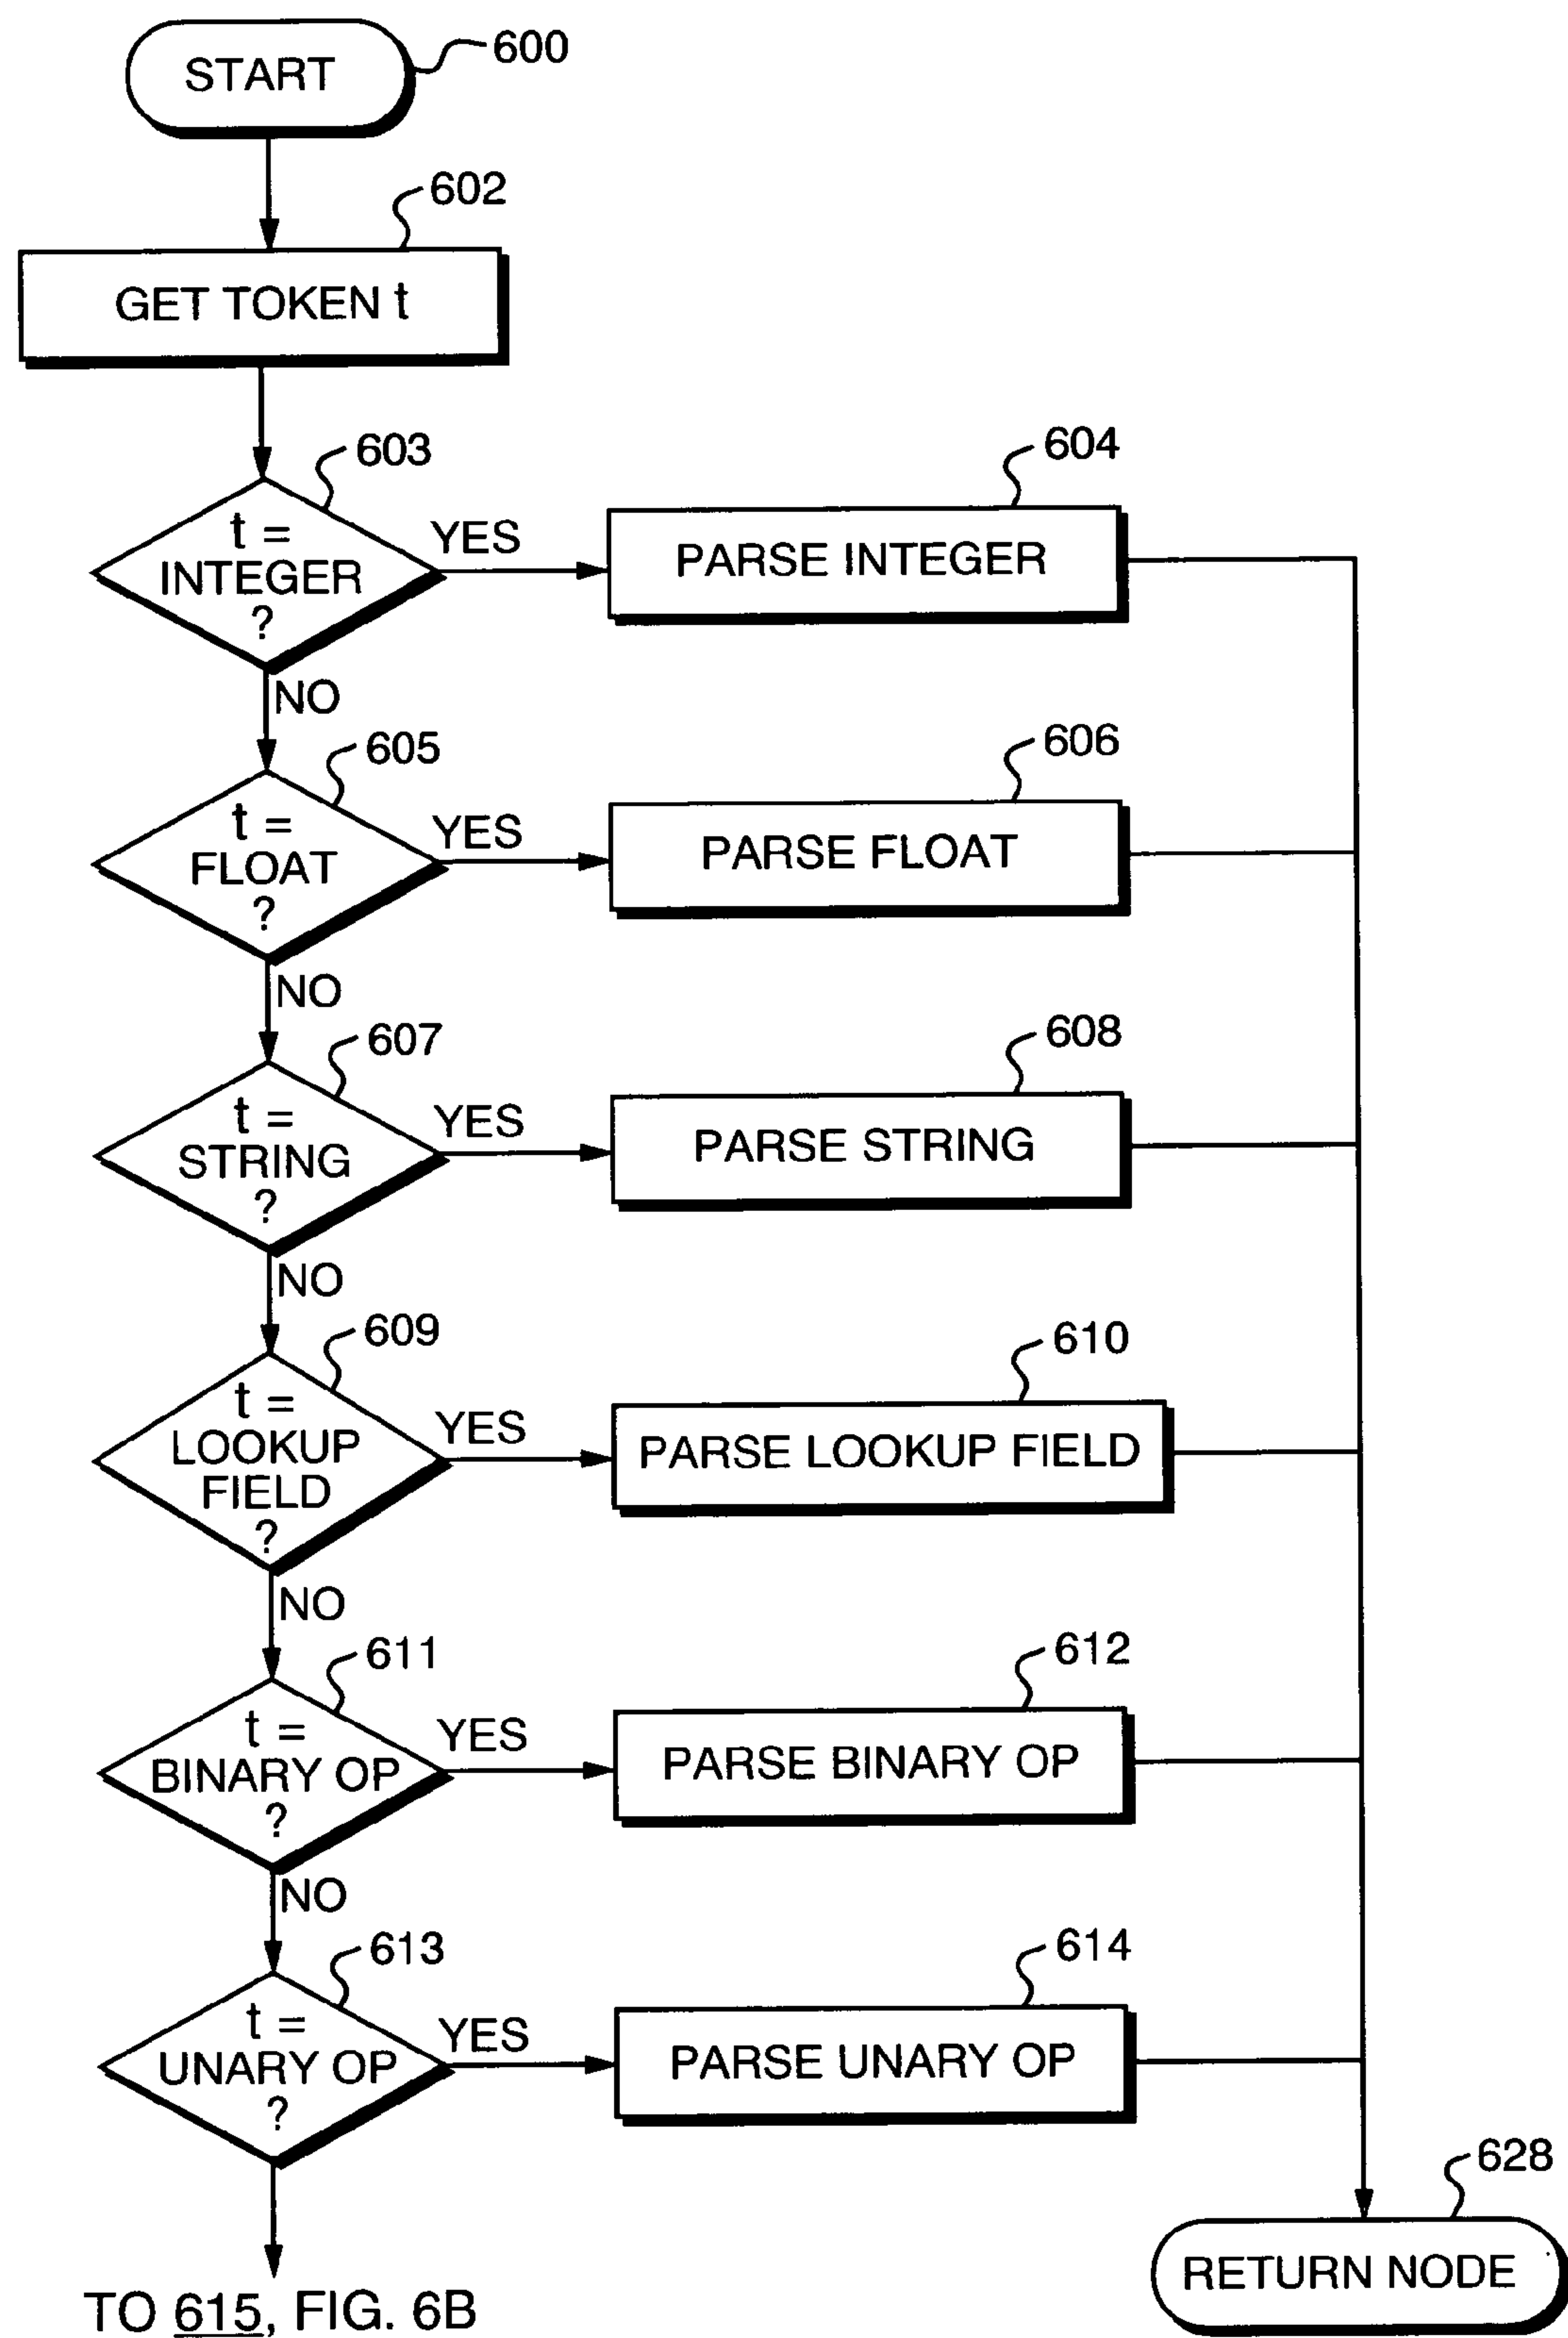 START
600
602
GET TOKEN t
603
t =
INTEGER
?
YES
604
PARSE INTEGER
NO
605
t =
FLOAT
?
YES
606
PARSE FLOAT
NO
607
t =
STRING
?
YES
608
PARSE STRING
NO
609
t =
LOOKUP
FIELD
?
YES
610
PARSE LOOKUP FIELD
NO
611
t =
BINARY OP
?
YES
612
PARSE BINARY OP
NO
613
t =
UNARY OP
?
YES
614
PARSE UNARY OP
628
RETURN NODE
TO 615, FIG. 6B